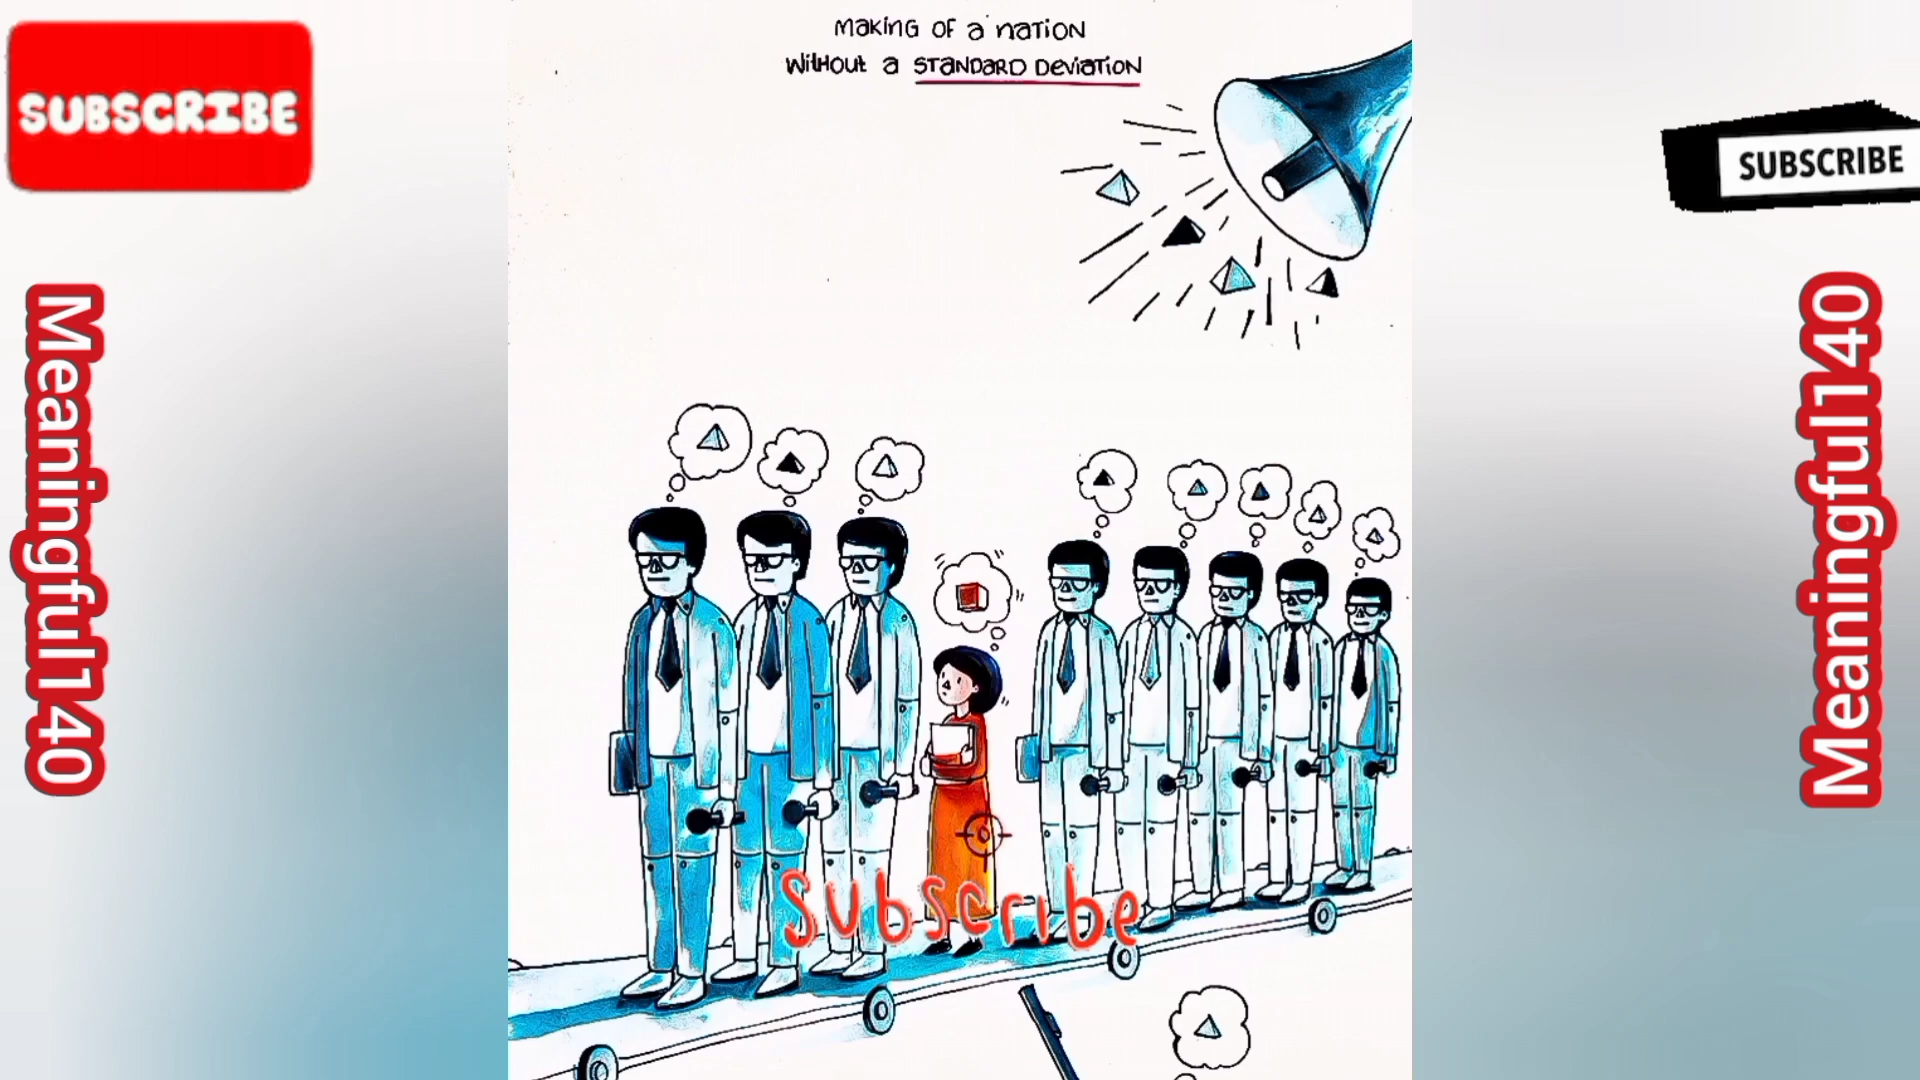 making of a nation
without a STANDARD DeViATiON
SUBSCRIBE
SUBSCRIBE
Meaningful140
Meaningful140
Subscribe